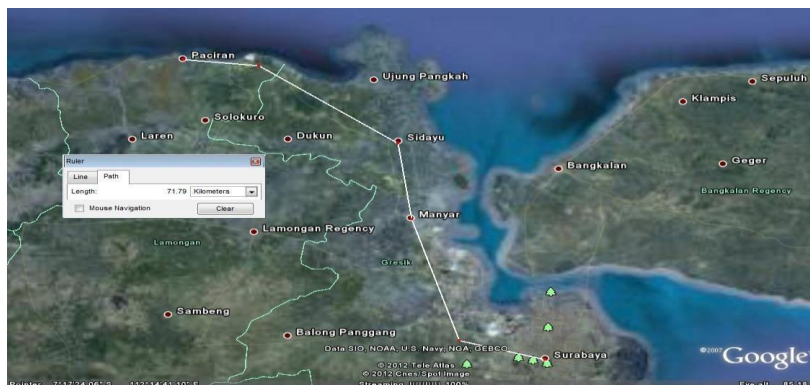 Paciran
Ujung Pangkah
Sepuluh
Klampis
Solokuro
Laren
Dukun
Sidayu
Ruler
Line
Path
Bangkalan
Geger
Length:
71.79
Kilometers
Bangkalan Regency
Mouse Navigation
Clear
Manyar
Lamongan Regency
Lamongan
Gresik
Sambeng
Balong Panggang
Data SIO, NOAA, U.S. Navy, NGA, GEBCO
Surabaya
© 2012 Tele Atlas
© 2012 Cnes/Spot Image
©2007 Google